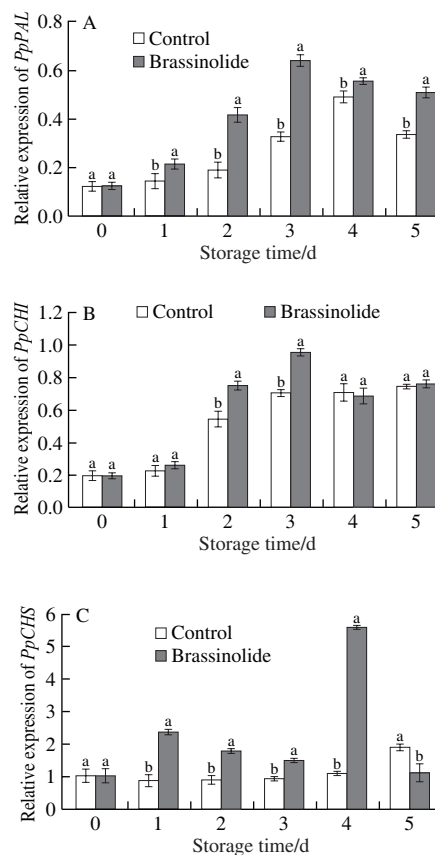 A
Control
Brassinolide
Relative expression of PpPAL
0.8
0.6
0.4
0.2
0.0
a a
b a
b a
b a
b a
b a
0 1 2 3 4 5
Storage time/d
B
Control Brassinolide
Relative expression of PpCHI
1.2
1.0
0.8
0.6
0.4
0.2
0.0
a a
a a
b a
b a
a a
a a
0 1 2 3 4 5
Storage time/d
C
Control
Brassinolide
Relative expression of PpCHS
6
5
4
3
2
1
0
a a
b a
b a
b a
b a
a b
0 1 2 3 4 5
Storage time/d